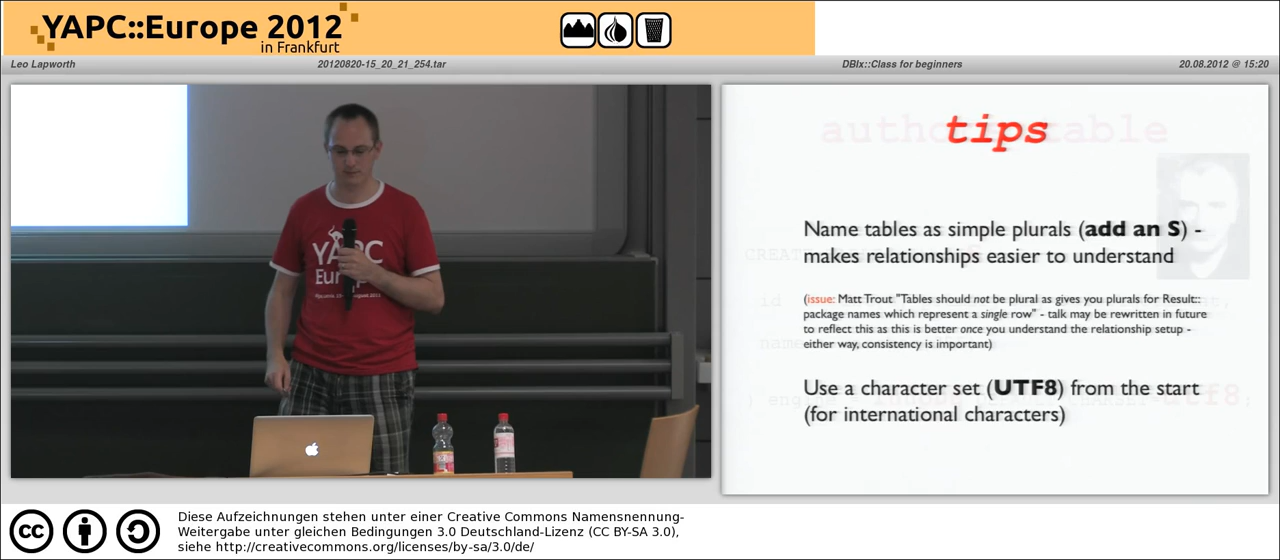 YAPC::Europe 2012
in Frankfurt
Leo Lapworth
20120820-15_20_21_254.tar
DBIx::Class for beginners
20.08.2012 @ 15:20
YAPC
Europe
tips
Name tables as simple plurals (add an S) -
makes relationships easier to understand
(issue: Matt Trout "Tables should not be plural as gives you plurals for Result::
package names which represent a single row" - talk may be rewritten in future
to reflect this as this is better once you understand the relationship setup -
either way, consistency is important)
Use a character set (UTF8) from the start
(for international characters)
cc
Diese Aufzeichnungen stehen unter einer Creative Commons Namensnennung-
Weitergabe unter gleichen Bedingungen 3.0 Deutschland-Lizenz (CC BY-SA 3.0),
siehe http://creativecommons.org/licenses/by-sa/3.0/de/